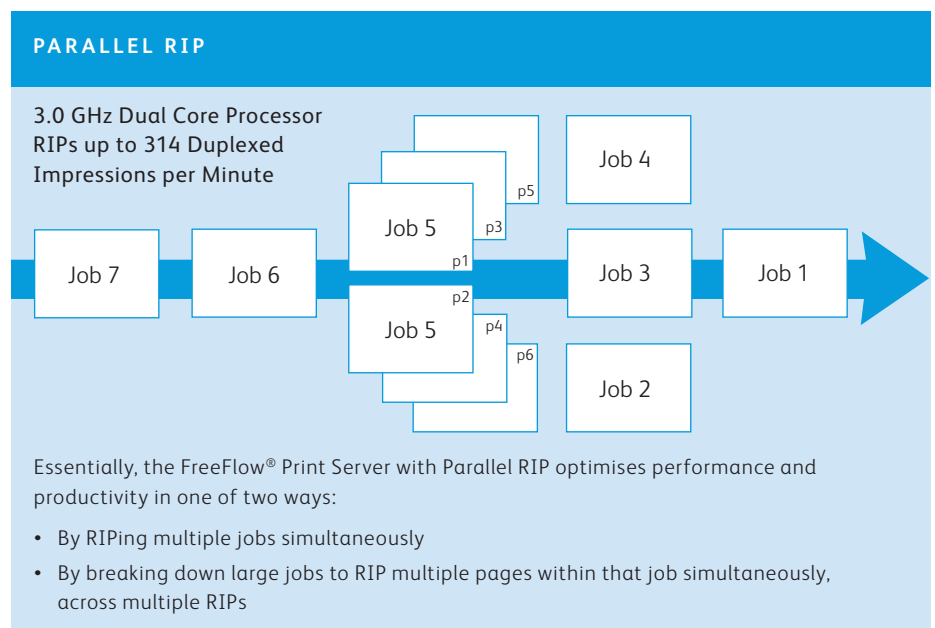 PARALLEL RIP
3.0 GHz Dual Core Processor
RIPs up to 314 Duplexed
Impressions per Minute
Job 7
Job 6
Job 5
p1
p3
p5
Job 5
p2
p4
p6
Job 4
Job 3
Job 2
Job 1
Essentially, the FreeFlow® Print Server with Parallel RIP optimises performance and
productivity in one of two ways:
• By RIPing multiple jobs simultaneously
• By breaking down large jobs to RIP multiple pages within that job simultaneously,
across multiple RIPs